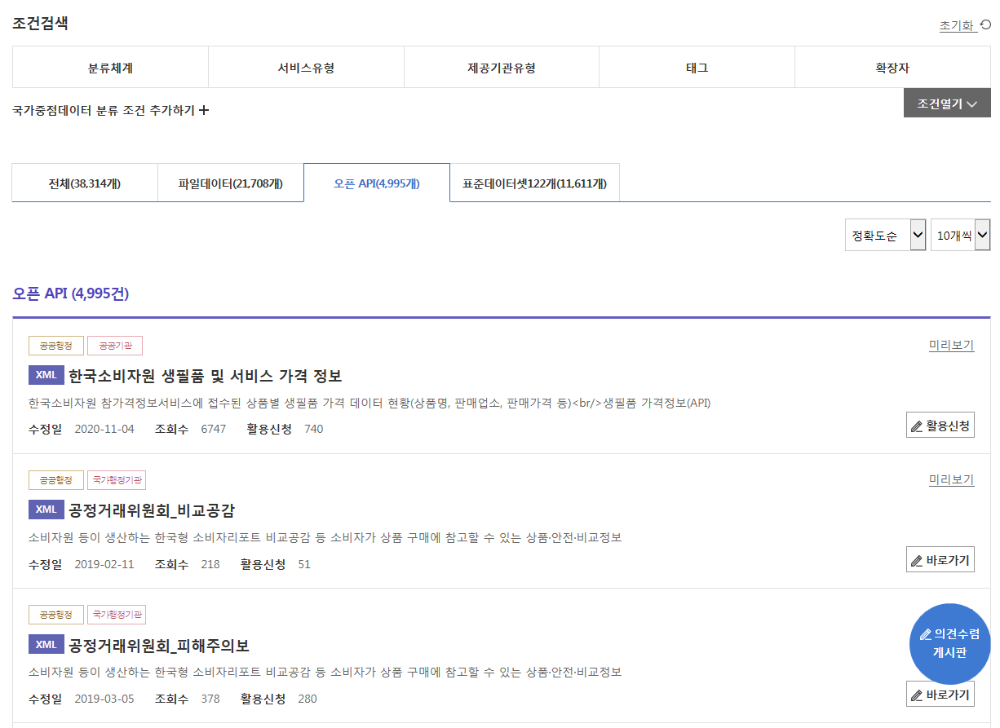 조건검색
초기화
분류체계 서비스유형 제공기관유형 태그 확장자
국가중점데이터 분류 조건 추가하기
조건열기
전체(38,314개) 파일데이터(21,708개) 오픈 API(4,995개) 표준데이터셋122개(11,611개)
정확도순 10개씩
오픈 API (4,995건)
공공행정 공공기관 미리보기
XML 한국소비자원 생필품 및 서비스 가격 정보
한국소비자원 참가격정보서비스에 접수된 상품별 생필품 가격 데이터 현황(상품명, 판매업소, 판매가격 등)<br/>생필품 가격정보(API)
수정일 2020-11-04 조회수 6747 활용신청 740
활용신청
공공행정 국가행정기관 미리보기
XML 공정거래위원회_비교공감
소비자원 등이 생산하는 한국형 소비자리포트 비교공감 등 소비자가 상품 구매에 참고할 수 있는 상품·안전·비교정보
수정일 2019-02-11 조회수 218 활용신청 51
바로가기
공공행정 국가행정기관
XML 공정거래위원회_피해주의보
소비자원 등이 생산하는 한국형 소비자리포트 비교공감 등 소비자가 상품 구매에 참고할 수 있는 상품·안전·비교정보
수정일 2019-03-05 조회수 378 활용신청 280
의견수렴
게시판
바로가기